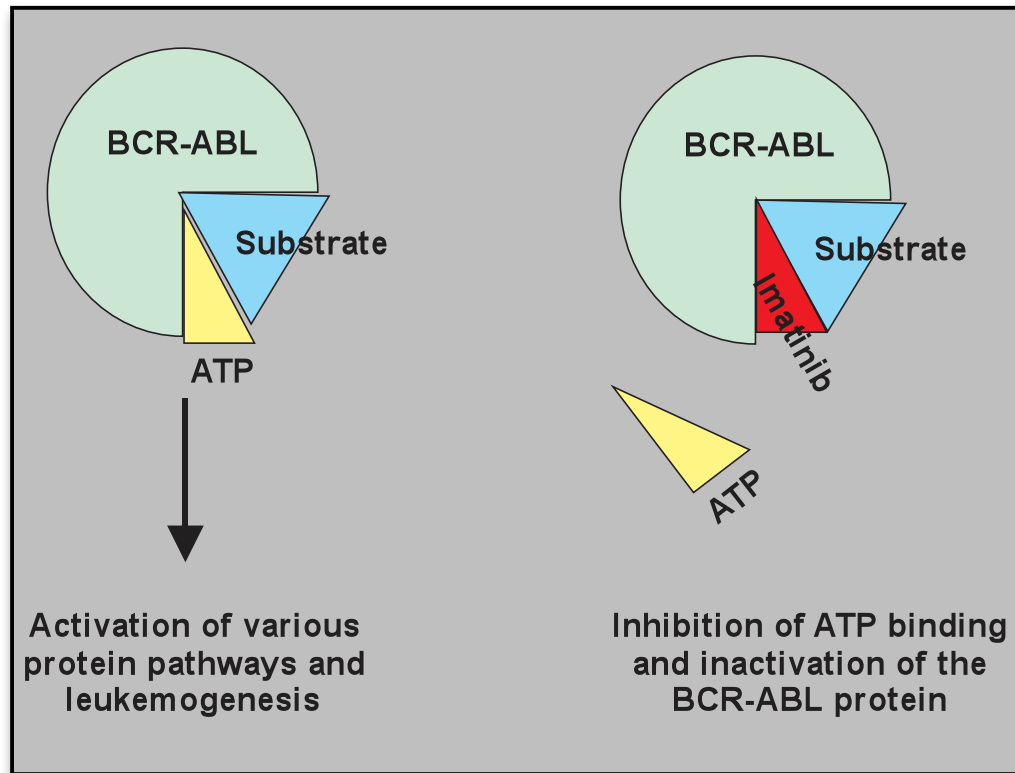 BCR-ABL
Substrate
ATP
Activation of various
protein pathways and
leukemogenesis
BCR-ABL
Substrate
Imatinib
ATP
Inhibition of ATP binding
and inactivation of the
BCR-ABL protein